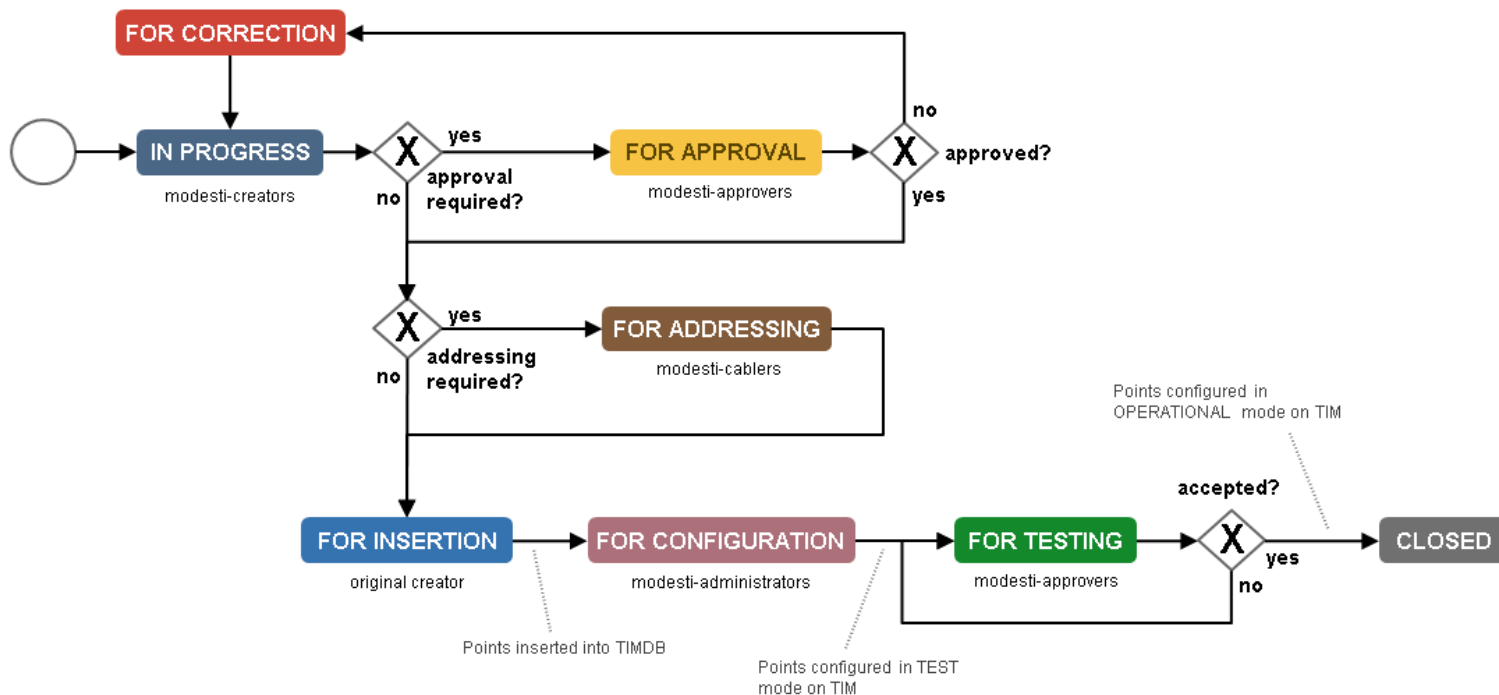 FOR CORRECTION
no
IN PROGRESS
X
yes
FOR APPROVAL
X
approved?
modesti-creators
no
approval
required?
modesti-approvers
yes
X
yes
FOR ADDRESSING
no
addressing
required?
modesti-cablers
Points configured in
OPERATIONAL mode on TIM
accepted?
FOR INSERTION
FOR CONFIGURATION
FOR TESTING
X
yes
CLOSED
original creator
modesti-administrators
modesti-approvers
no
Points inserted into TIMDB
Points configured in TEST
mode on TIM